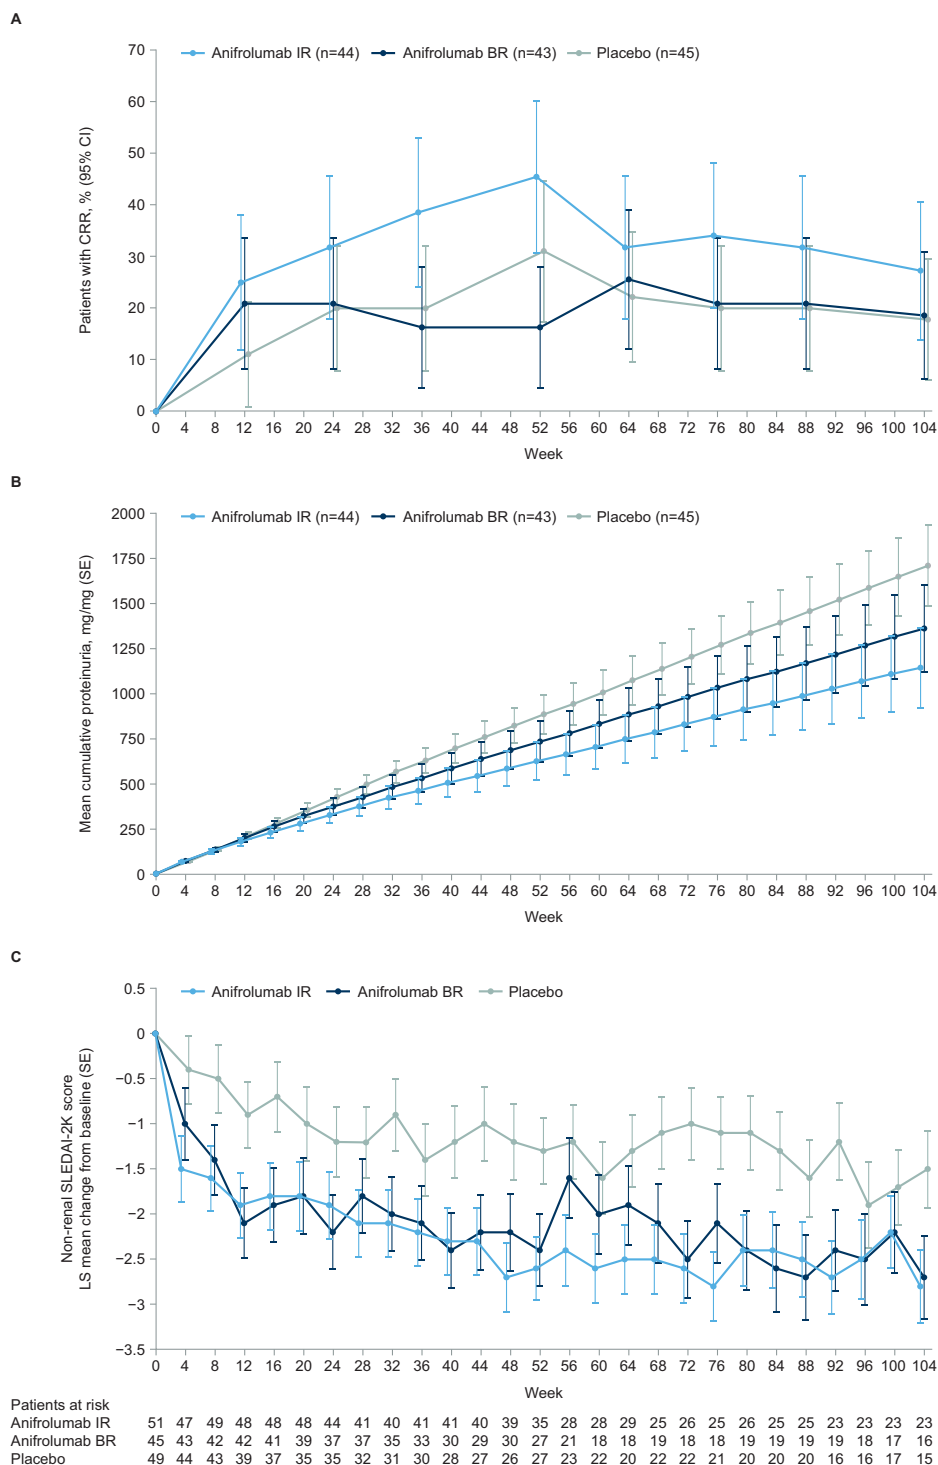 A
Anifrolumab IR (n=44) Anifrolumab BR (n=43) Placebo (n=45)
Patients with CRR, % (95% CI)
70
60
50
40
30
20
10
0
0 4 8 12 16 20 24 28 32 36 40 44 48 52 56 60 64 68 72 76 80 84 88 92 96 100 104
Week
B
Anifrolumab IR (n=44) Anifrolumab BR (n=43) Placebo (n=45)
Mean cumulative proteinuria, mg/mg (SE)
2000
1750
1500
1250
1000
750
500
250
0
0 4 8 12 16 20 24 28 32 36 40 44 48 52 56 60 64 68 72 76 80 84 88 92 96 100 104
Week
C
Anifrolumab IR Anifrolumab BR Placebo
Non-renal SLEDAI-2K score
LS mean change from baseline (SE)
0.5
0
−0.5
−1
−1.5
−2
−2.5
−3
−3.5
0 4 8 12 16 20 24 28 32 36 40 44 48 52 56 60 64 68 72 76 80 84 88 92 96 100 104
Week
Patients at risk
Anifrolumab IR 51 47 49 48 48 48 44 41 40 41 41 40 39 35 28 28 29 25 26 25 26 25 25 23 23 23 23
Anifrolumab BR 45 43 42 42 41 39 37 37 35 33 30 29 30 27 21 18 18 19 18 18 19 19 19 19 18 17 16
Placebo 49 44 43 39 37 35 35 32 31 30 28 27 26 27 23 22 20 22 22 21 20 20 20 16 16 17 15